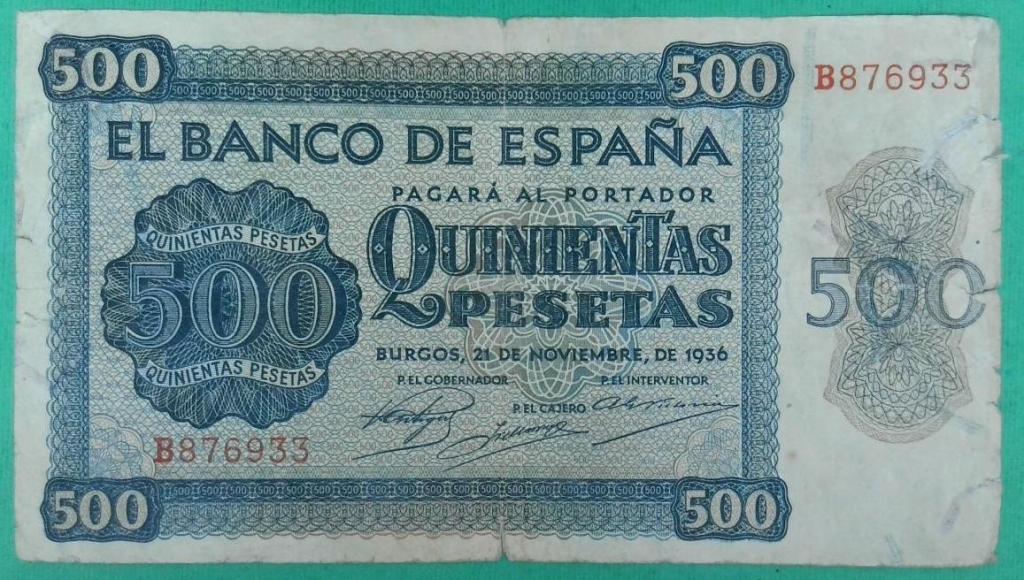 500 500 B876933
EL BANCO DE ESPAÑA
PAGARÁ AL PORTADOR
QUINIENTAS PESETAS
QUINIENTAS
500 500
PESETAS
BURGOS, 21 DE NOVIEMBRE, DE 1936
QUINIENTAS PESETAS
P. EL GOBERNADOR P. EL INTERVENTOR
P. EL CAJERO
B876933
500 500